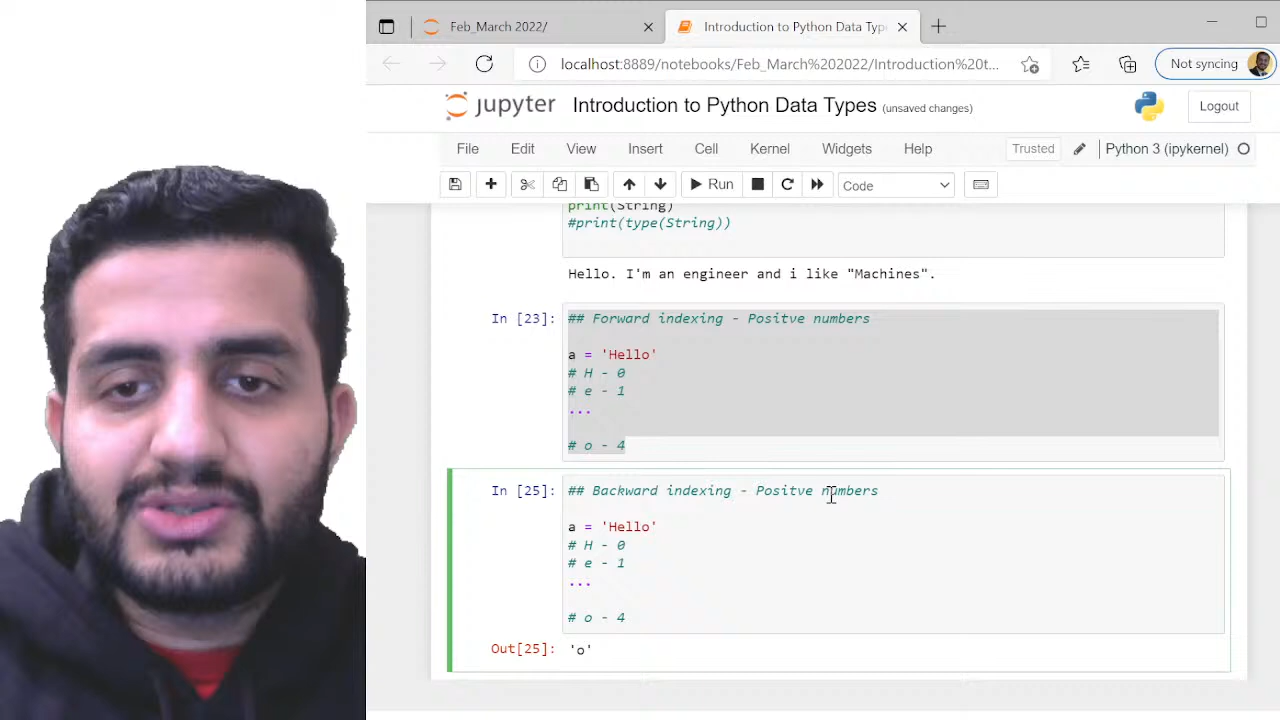 Feb_March 2022/
Introduction to Python Data Typ
localhost:8889/notebooks/Feb_March%202022/Introduction%20t...
Not syncing
jupyter Introduction to Python Data Types (unsaved changes)
Logout
File Edit View Insert Cell Kernel Widgets Help Trusted Python 3 (ipykernel)
Run Code
print(String)
#print(type(String))
Hello. I'm an engineer and i like "Machines".
In [23]: ## Forward indexing - Positve numbers
a = 'Hello'
# H - 0
# e - 1
...
# o - 4
In [25]: ## Backward indexing - Positve numbers
a = 'Hello'
# H - 0
# e - 1
...
# o - 4
Out[25]: 'o'